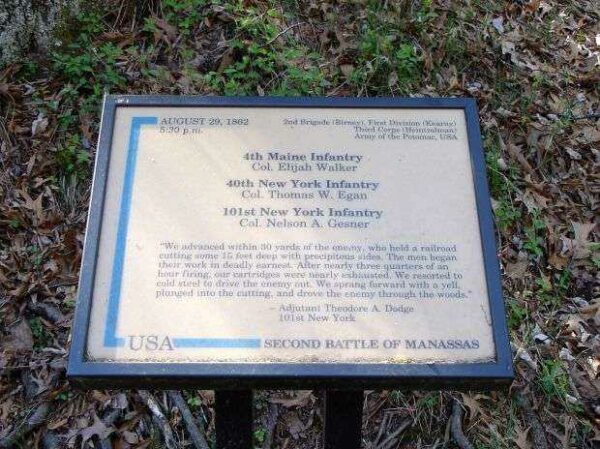 AUGUST 29, 1862
5:30 p.m.
2nd Brigade (Birney), First Division (Kearny)
Third Corps (Heintzelman)
Army of the Potomac, USA
4th Maine Infantry
Col. Elijah Walker
40th New York Infantry
Col. Thomas W. Egan
101st New York Infantry
Col. Nelson A. Gesner
"We advanced within 30 yards of the enemy, who held a railroad
cutting some 15 feet deep with precipitous sides. The men began
their work in deadly earnest. After nearly three quarters of an
hour firing, our cartridges were nearly exhausted. We resorted to
cold steel to drive the enemy out. We sprang forward with a yell,
plunged into the cutting, and drove the enemy through the woods."
– Adjutant Theodore A. Dodge
101st New York
USA
SECOND BATTLE OF MANASSAS